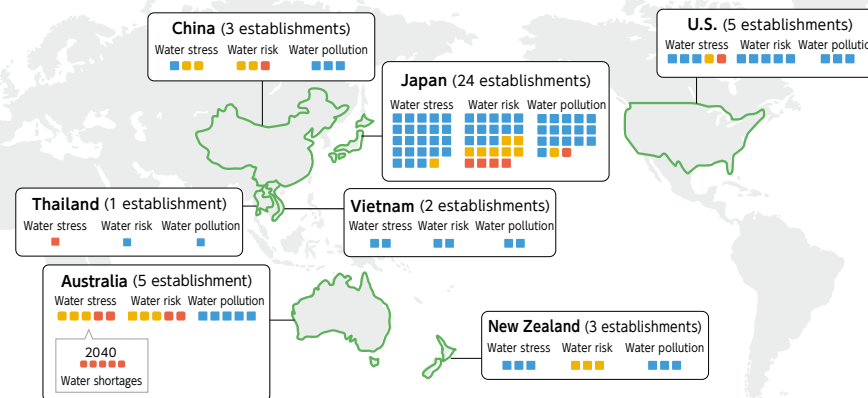 China (3 establishments)
Water stress Water risk Water pollution
U.S. (5 establishments)
Water stress Water risk Water pollution
Japan (24 establishments)
Water stress Water risk Water pollution
Thailand (1 establishment)
Water stress Water risk Water pollution
Vietnam (2 establishments)
Water stress Water risk Water pollution
Australia (5 establishment)
Water stress Water risk Water pollution
2040
Water shortages
New Zealand (3 establishments)
Water stress Water risk Water pollution